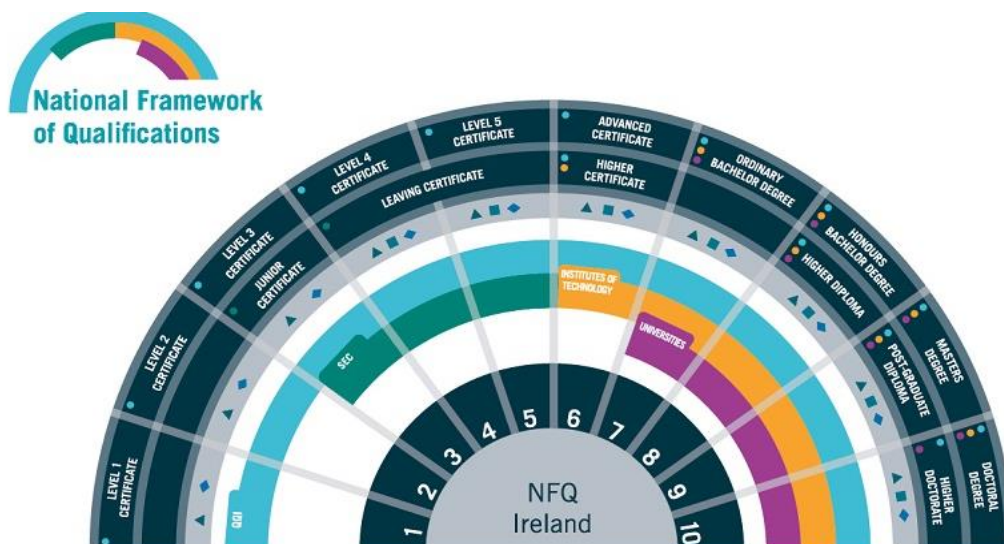 National Framework
of Qualifications
LEVEL 1
CERTIFICATE
LEVEL 2
CERTIFICATE
LEVEL 3
CERTIFICATE
LEVEL 4
CERTIFICATE
LEVEL 5
CERTIFICATE
ADVANCED
CERTIFICATE
ORDINARY
BACHELOR DEGREE
HONOURS
BACHELOR DEGREE
MASTERS
DEGREE
DOCTORAL
DEGREE
JUNIOR
CERTIFICATE
LEAVING CERTIFICATE
HIGHER
CERTIFICATE
HIGHER DIPLOMA
POST-GRADUATE
DIPLOMA
HIGHER
DOCTORATE
QQI
SEC
INSTITUTES OF
TECHNOLOGY
UNIVERSITIES
1
2
3
4
5
6
7
8
9
10
NFQ
Ireland